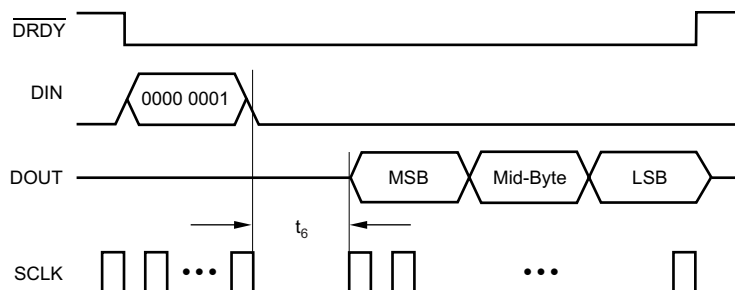 DRDY
DIN
0000 0001
DOUT
MSB
Mid-Byte
LSB
t6
SCLK